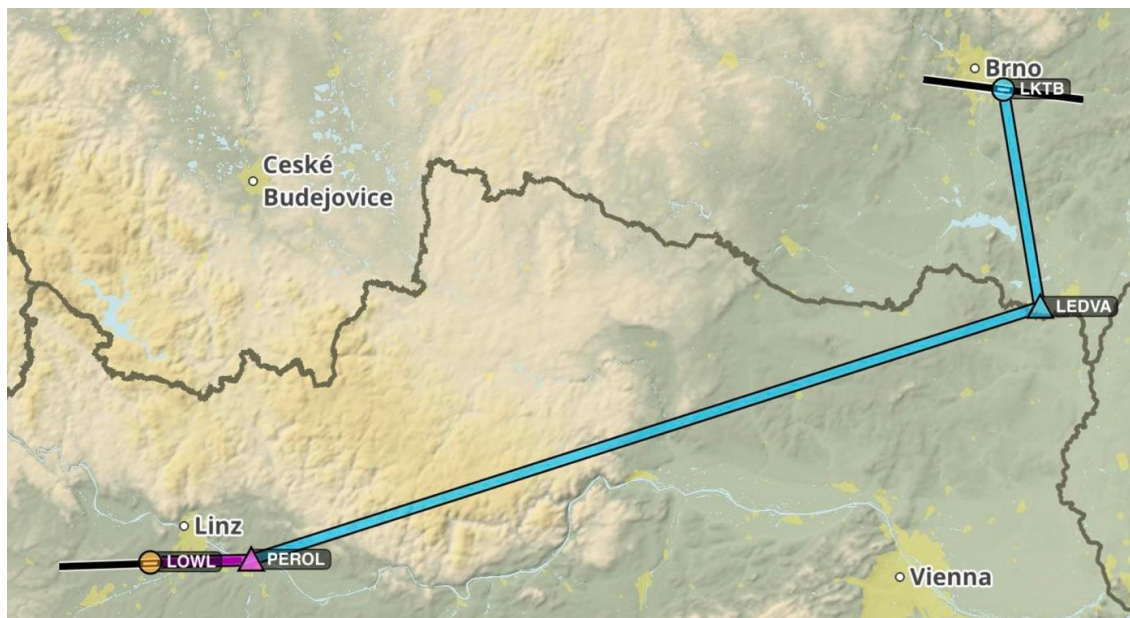 Brno
LKTB
Ceské
Budejovice
LEDVA
Linz
LOWL
PEROL
Vienna